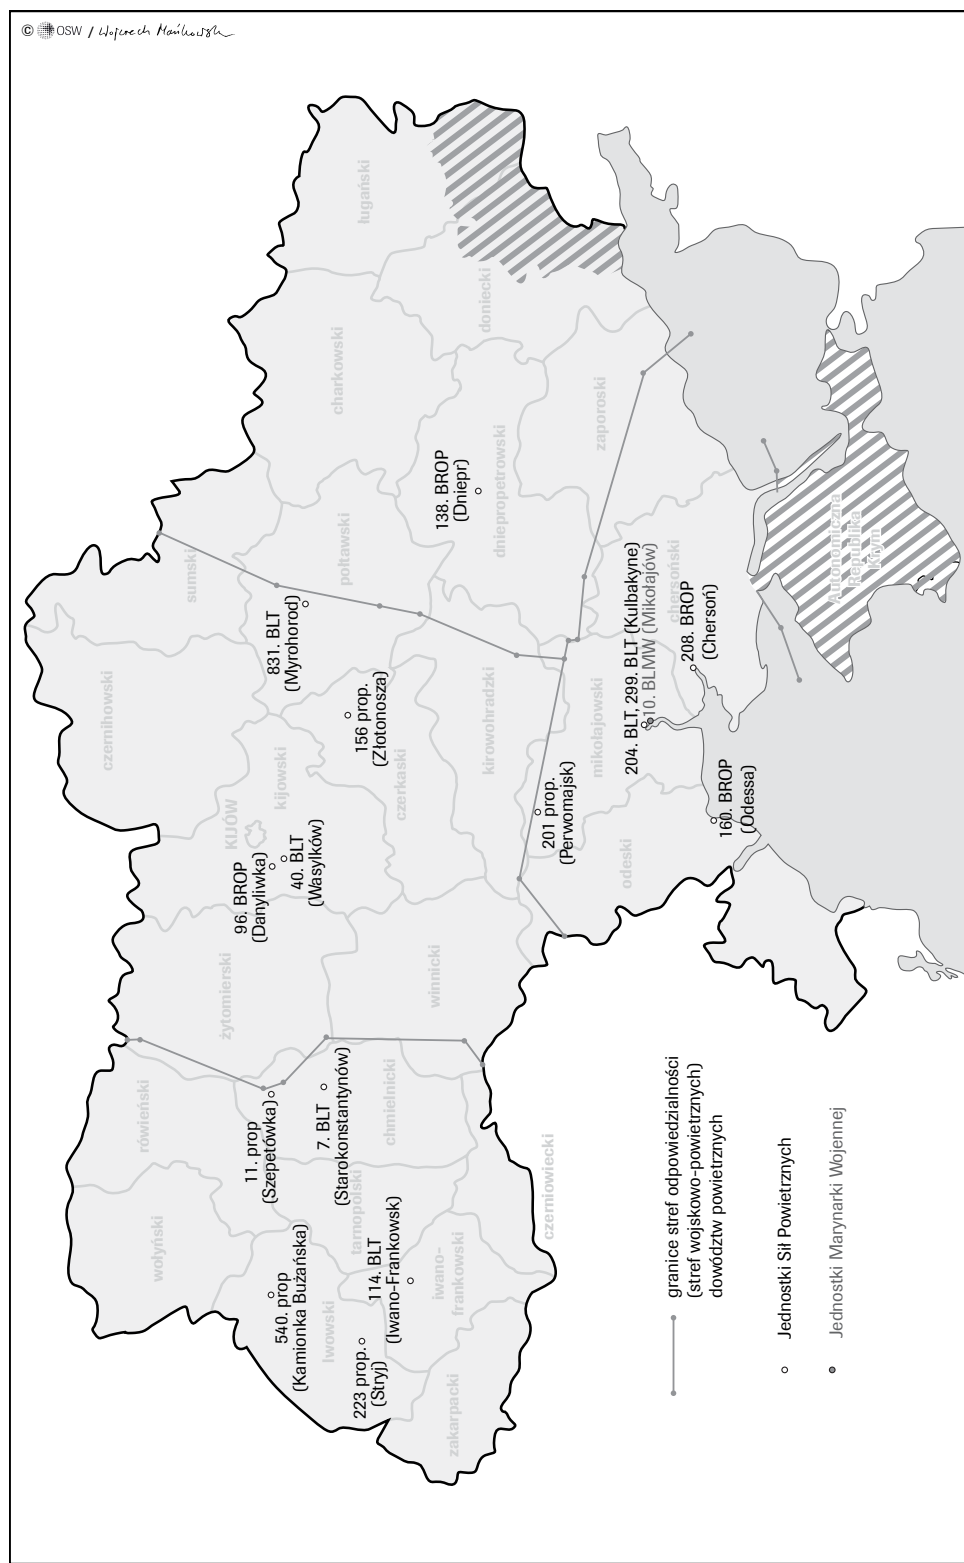 © OSW / Wojciech Mańkowski
wołyński
rówieński
żytomierski
czernihowski
sumski
KIJÓW
kijowski
lwowski
tarnopolski
chmielnicki
winnicki
czerkaski
połtawski
charkowski
ługański
zakarpacki
iwano-
frankowski
czerniowiecki
kirowohradzki
dniepropetrowski
doniecki
odeski
mikołajowski
chersoński
zaporoski
Autonomiczna
Republika
Krym
540. prop
(Kamionka Bużańska)
223 prop.
(Stryj)
114. BLT
(Iwano-Frankowsk)
11. prop
(Szepetówka)
7. BLT
(Starokonstantynów)
96. BROP
(Danyliwka)
40. BLT
(Wasylków)
156 prop.
(Złotonosza)
831. BLT
(Myrohorod)
138. BROP
(Dniepr)
201 prop.
(Perwomajsk)
204. BLT, 299. BLT (Kulbakyne)
10. BLMW (Mikołajów)
208. BROP
(Chersoń)
160. BROP
(Odessa)
granice stref odpowiedzialności
(stref wojskowo-powietrznych)
dowództw powietrznych
Jednostki Sił Powietrznych
Jednostki Marynarki Wojennej